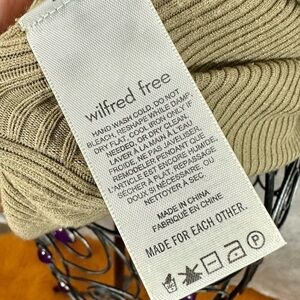 wilfred free
HAND WASH COLD, DO NOT
BLEACH, RESHAPE WHILE DAMP,
DRY FLAT, COOL IRON ONLY IF
NEEDED, OR DRY CLEAN.
LAVER À LA MAIN À L'EAU
FROIDE, NE PAS JAVELISER,
REMODELER PENDANT QUE
L'ARTICLE EST ENCORE HUMIDE,
SÉCHER À PLAT, REPASSAGE
DOUX SI NÉCESSAIRE OU
NETTOYER À SEC.
MADE IN CHINA
FABRIQUÉ EN CHINE
MADE FOR EACH OTHER.
P